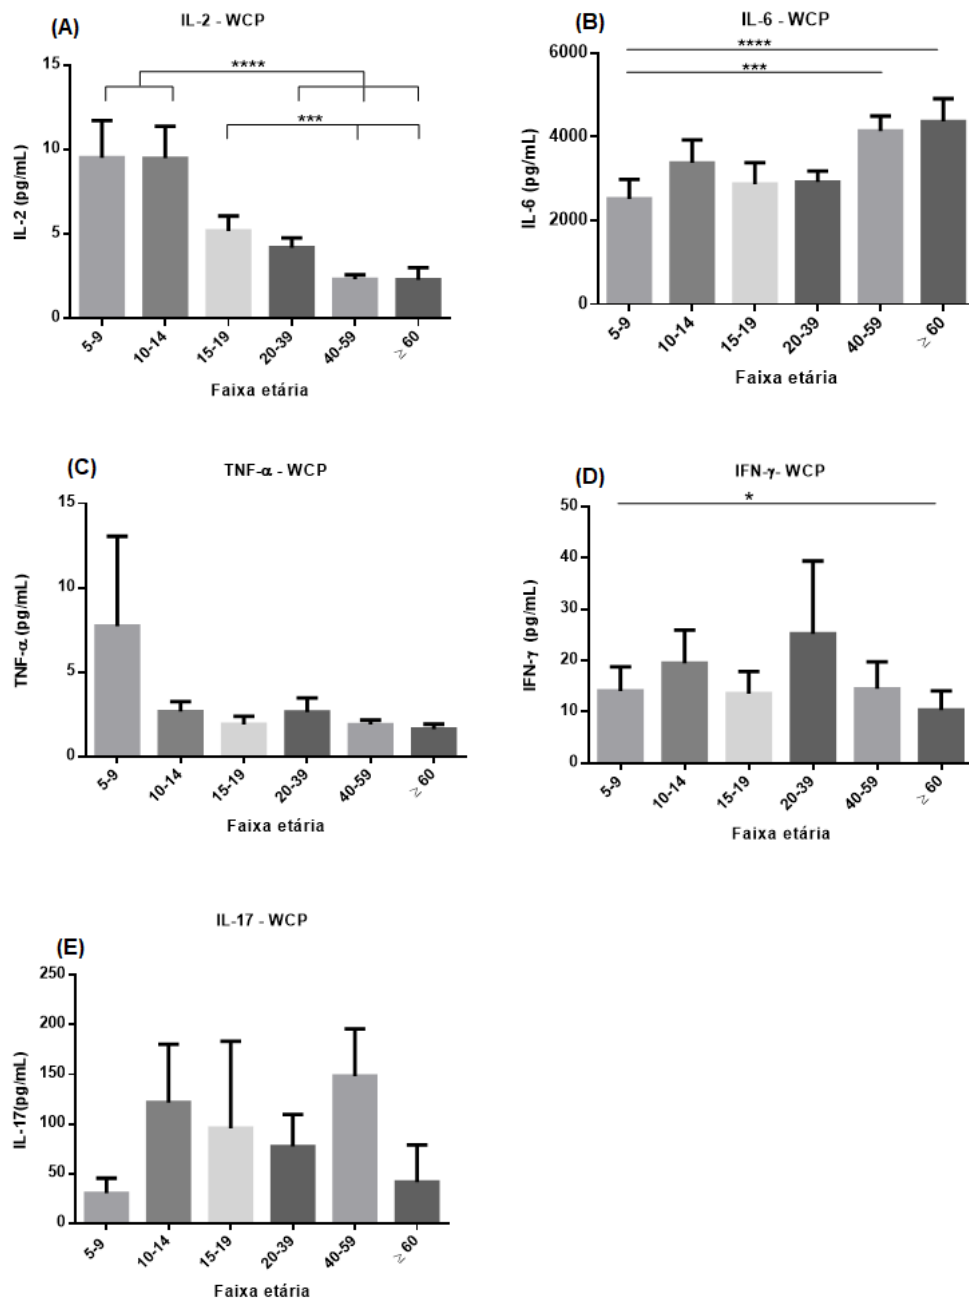 (A)
IL-2 - WCP
****
***
15
10
5
0
IL-2 (pg/mL)
5-9
10-14
15-19
20-39
40-59
≥ 60
Faixa etária
(B)
IL-6 - WCP
****
***
6000
4000
2000
0
IL-6 (pg/mL)
5-9
10-14
15-19
20-39
40-59
≥ 60
Faixa etária
(C)
TNF-α - WCP
15
10
5
0
TNF-α (pg/mL)
5-9
10-14
15-19
20-39
40-59
≥ 60
Faixa etária
(D)
IFN-γ- WCP
*
50
40
30
20
10
0
IFN-γ (pg/mL)
5-9
10-14
15-19
20-39
40-59
≥ 60
Faixa etária
IL-17 - WCP
(E)
250
200
150
100
50
0
IL-17(pg/mL)
5-9
10-14
15-19
20-39
40-59
≥ 60
Faixa etária